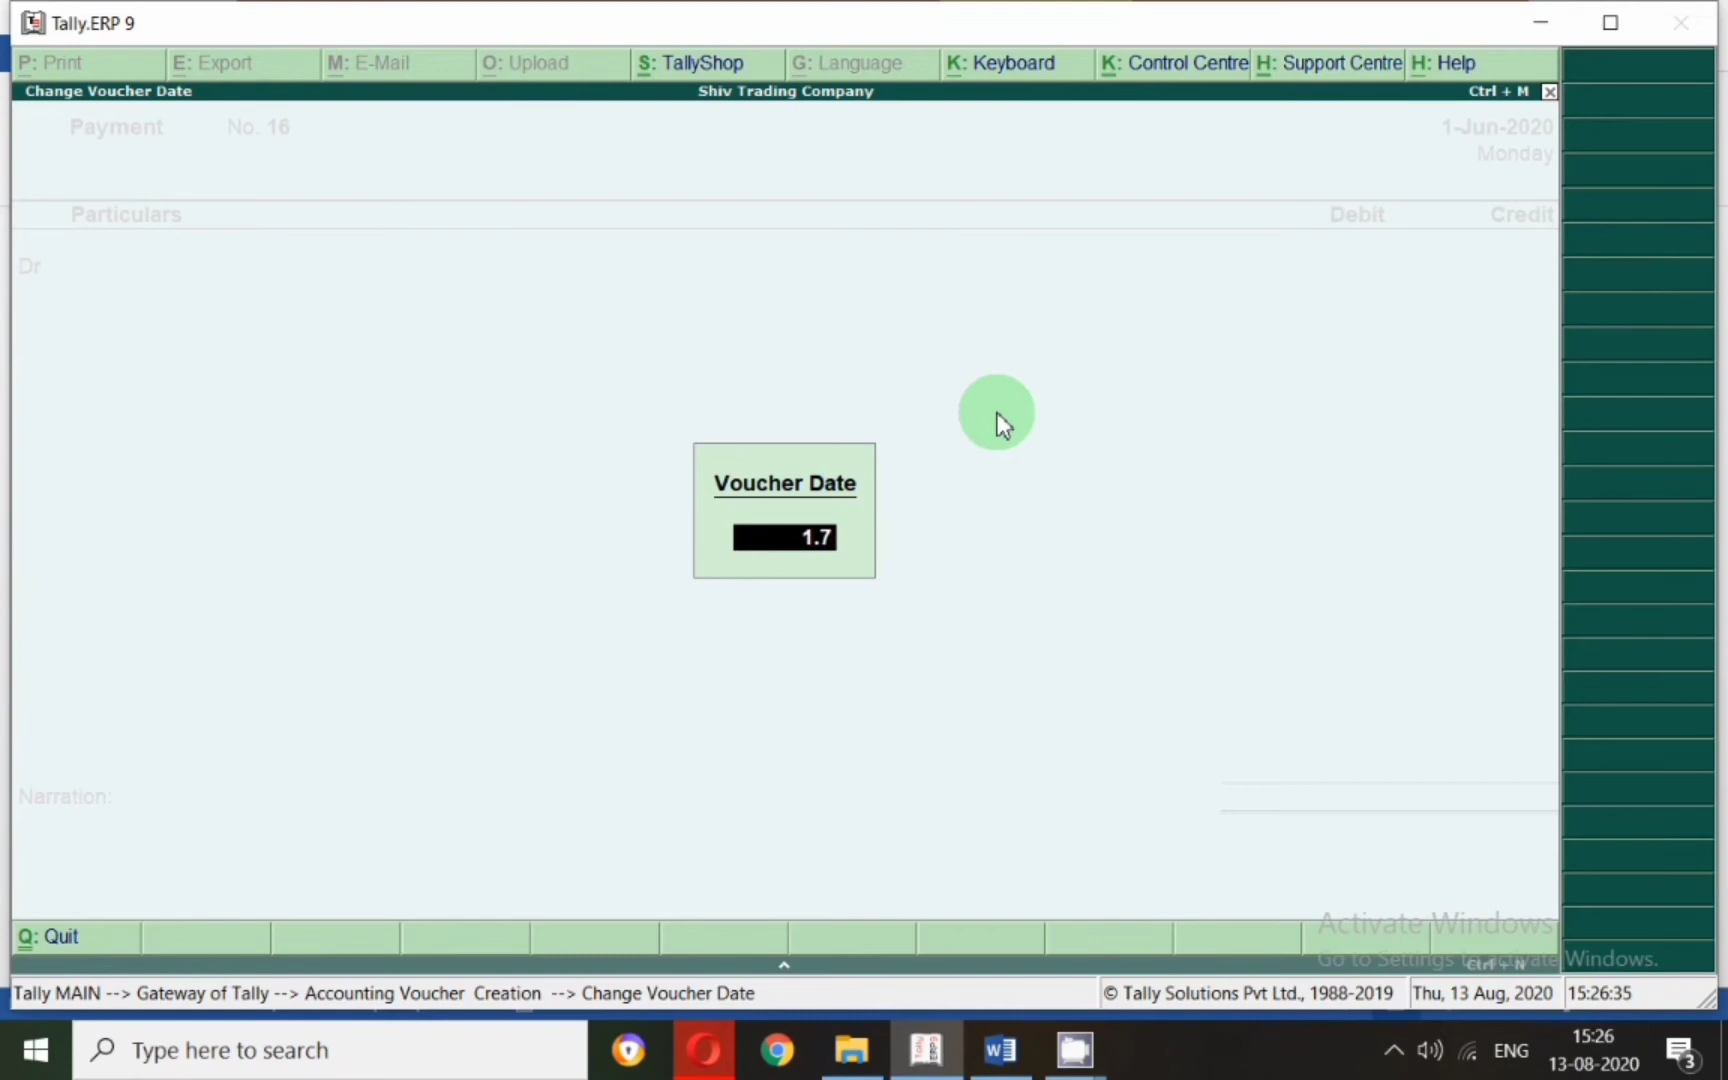 Tally.ERP 9
P: Print E: Export M: E-Mail O: Upload S: TallyShop G: Language K: Keyboard K: Control Centre H: Support Centre H: Help
Change Voucher Date Shiv Trading Company Ctrl + M
Payment No. 16 1-Jun-2020
Monday
Particulars Debit Credit
Dr
Voucher Date
1.7
Narration:
Activate Windows
Q: Quit
Go to Settings to activate Windows.
Ctrl + N
Tally MAIN --> Gateway of Tally --> Accounting Voucher Creation --> Change Voucher Date © Tally Solutions Pvt Ltd., 1988-2019 Thu, 13 Aug, 2020 15:26:35
Type here to search Tally ERP9 W ENG 15:26
13-08-2020 3